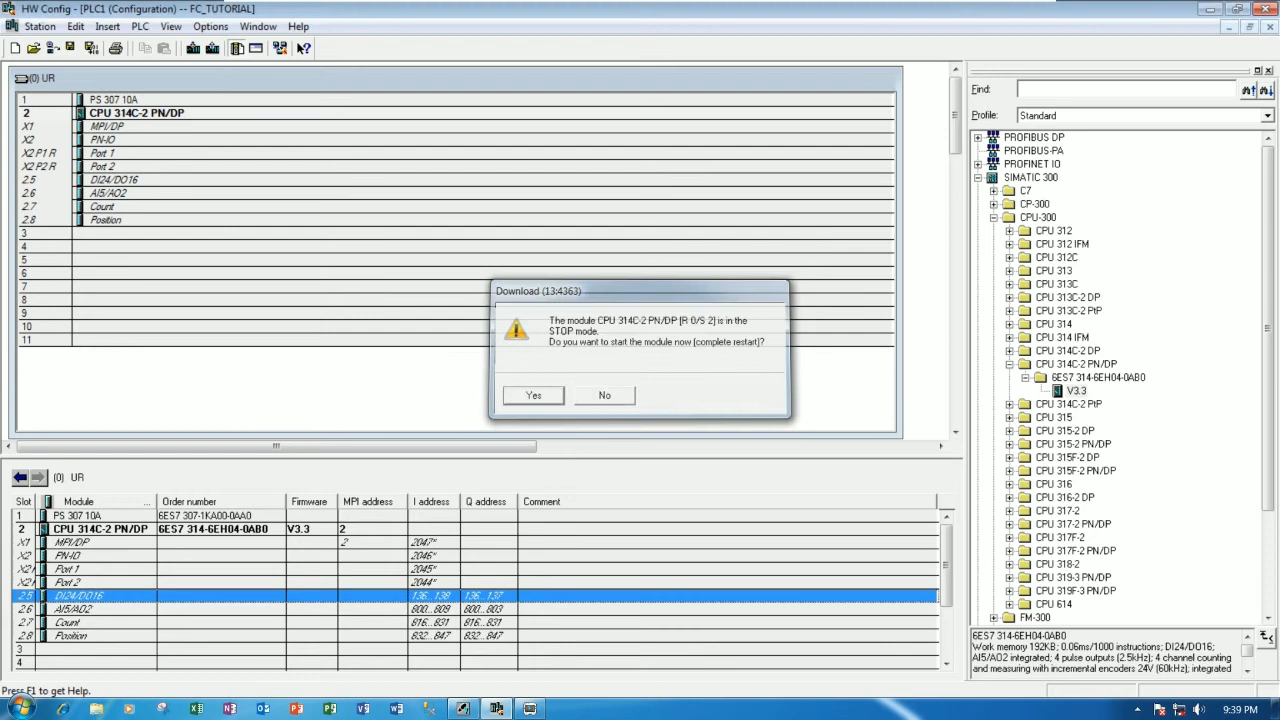 HW Config - [PLC1 (Configuration) -- FC_TUTORIAL]
Station Edit Insert PLC View Options Window Help
(0) UR
1 PS 307 10A
2 CPU 314C-2 PN/DP
X1 MPI/DP
X2 PN-IO
X2 P1 R Port 1
X2 P2 R Port 2
2.5 DI24/DO16
2.6 AI5/AO2
2.7 Count
2.8 Position
3
4
5
6
7
8
9
10
11
Download (13:4363)
The module CPU 314C-2 PN/DP [R 0/S 2] is in the
STOP mode.
Do you want to start the module now (complete restart)?
Yes No
Find:
Profile: Standard
PROFIBUS DP
PROFIBUS-PA
PROFINET IO
SIMATIC 300
C7
CP-300
CPU-300
CPU 312
CPU 312 IFM
CPU 312C
CPU 313
CPU 313C
CPU 313C-2 DP
CPU 313C-2 PtP
CPU 314
CPU 314 IFM
CPU 314C-2 DP
CPU 314C-2 PN/DP
6ES7 314-6EH04-0AB0
V3.3
CPU 314C-2 PtP
CPU 315
CPU 315-2 DP
CPU 315-2 PN/DP
CPU 315F-2 DP
CPU 315F-2 PN/DP
CPU 316
CPU 316-2 DP
CPU 317-2
CPU 317-2 PN/DP
CPU 317F-2
CPU 317F-2 PN/DP
CPU 318-2
CPU 319-3 PN/DP
CPU 319F-3 PN/DP
CPU 614
FM-300
6ES7 314-6EH04-0AB0
Work memory 192KB; 0.06ms/1000 instructions; DI24/DO16;
AI5/AO2 integrated; 4 pulse outputs (2.5kHz); 4 channel counting
and measuring with incremental encoders 24V (60kHz); integrated
(0) UR
Slot Module ... Order number Firmware MPI address I address Q address Comment
1 PS 307 10A 6ES7 307-1KA00-0AA0
2 CPU 314C-2 PN/DP 6ES7 314-6EH04-0AB0 V3.3 2
X1 MPI/DP 2 2047*
X2 PN-IO 2046*
X2 Port 1 2045*
X2 Port 2 2044*
2.5 DI24/DO16 136...138 136...137
2.6 AI5/AO2 800...809 800...803
2.7 Count 816...831 816...831
2.8 Position 832...847 832...847
3
4
Press F1 to get Help.
9:39 PM